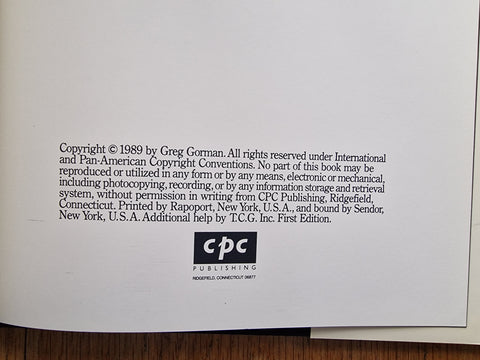 Copyright © 1989 by Greg Gorman. All rights reserved under International
and Pan-American Copyright Conventions. No part of this book may be
reproduced or utilized in any form or by any means, electronic or mechanical,
including photocopying, recording, or by any information storage and retrieval
system, without permission in writing from CPC Publishing, Ridgefield,
Connecticut. Printed by Rapoport, New York, U.S.A., and bound by Sendor,
New York, U.S.A. Additional help by T.C.G. Inc. First Edition.
cpc
PUBLISHING
RIDGEFIELD, CONNECTICUT 06877